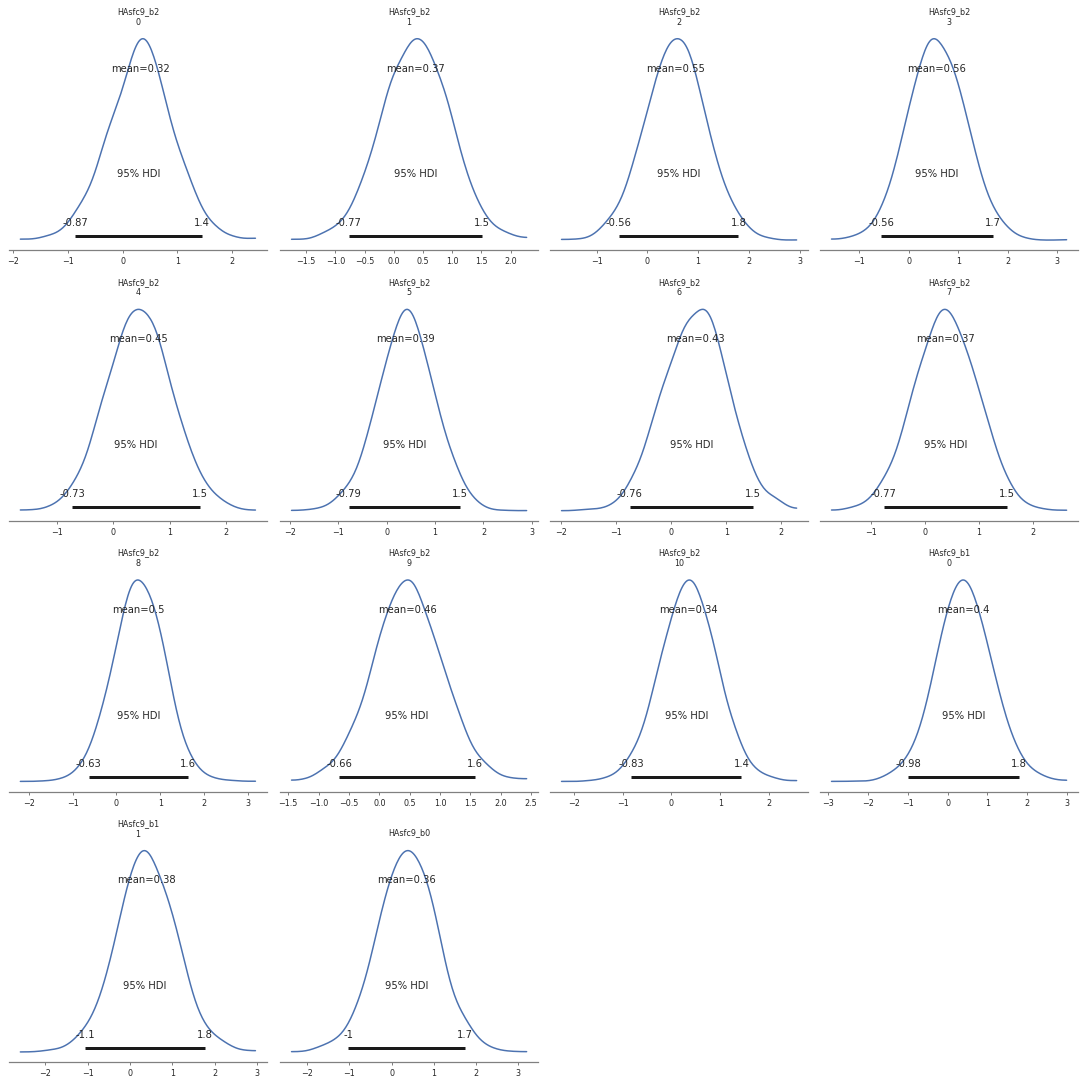 HAsfc9_b2
0
mean=0.32
95% HDI
-0.87 1.4
−2 −1 0 1 2
HAsfc9_b2
1
mean=0.37
95% HDI
-0.77 1.5
−1.5 −1.0 −0.5 0.0 0.5 1.0 1.5 2.0
HAsfc9_b2
2
mean=0.55
95% HDI
-0.56 1.8
−1 0 1 2 3
HAsfc9_b2
3
mean=0.56
95% HDI
-0.56 1.7
−1 0 1 2 3
HAsfc9_b2
4
mean=0.45
95% HDI
-0.73 1.5
−1 0 1 2
HAsfc9_b2
5
mean=0.39
95% HDI
-0.79 1.5
−2 −1 0 1 2 3
HAsfc9_b2
6
mean=0.43
95% HDI
-0.76 1.5
−2 −1 0 1 2
HAsfc9_b2
7
mean=0.37
95% HDI
-0.77 1.5
−1 0 1 2
HAsfc9_b2
8
mean=0.5
95% HDI
-0.63 1.6
−2 −1 0 1 2 3
HAsfc9_b2
9
mean=0.46
95% HDI
-0.66 1.6
−1.5 −1.0 −0.5 0.0 0.5 1.0 1.5 2.0 2.5
HAsfc9_b2
10
mean=0.34
95% HDI
-0.83 1.4
−2 −1 0 1 2
HAsfc9_b1
0
mean=0.4
95% HDI
-0.98 1.8
−3 −2 −1 0 1 2 3
HAsfc9_b1
1
mean=0.38
95% HDI
-1.1 1.8
−2 −1 0 1 2 3
HAsfc9_b0
mean=0.36
95% HDI
-1 1.7
−2 −1 0 1 2 3